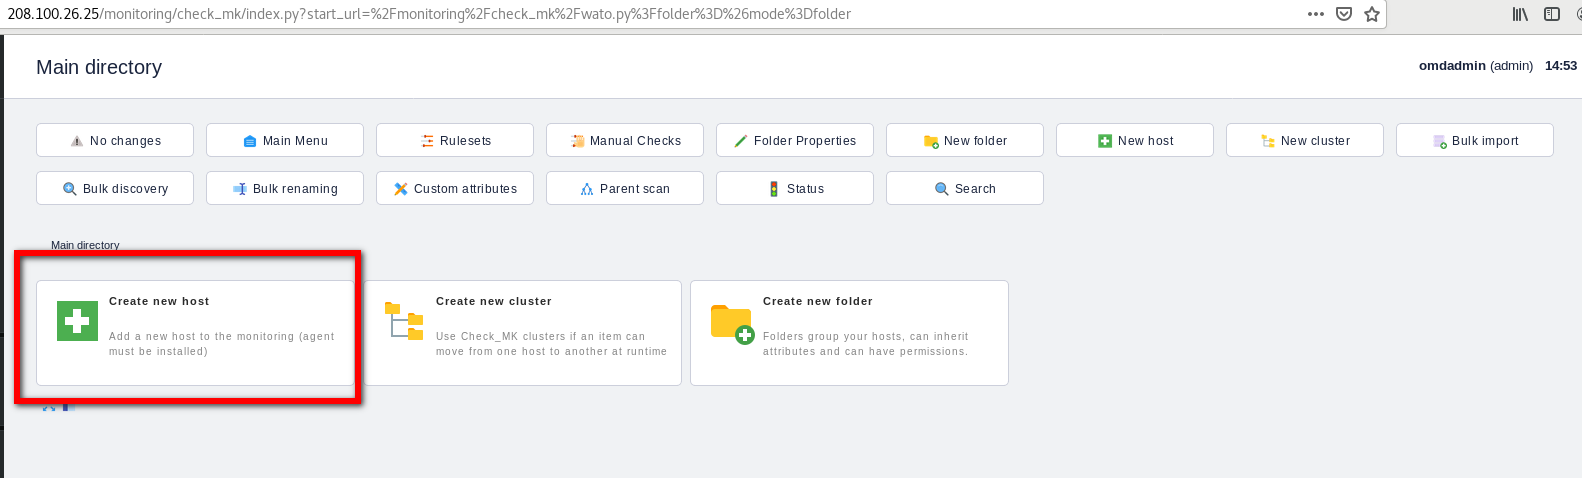 208.100.26.25/monitoring/check_mk/index.py?start_url=%2Fmonitoring%2Fcheck_mk%2Fwato.py%3Ffolder%3D%26mode%3Dfolder
Main directory
omdadmin (admin) 14:53
No changes
Main Menu
Rulesets
Manual Checks
Folder Properties
New folder
New host
New cluster
Bulk import
Bulk discovery
Bulk renaming
Custom attributes
Parent scan
Status
Search
Main directory
Create new host
Add a new host to the monitoring (agent
must be installed)
Create new cluster
Use Check_MK clusters if an item can
move from one host to another at runtime
Create new folder
Folders group your hosts, can inherit
attributes and can have permissions.